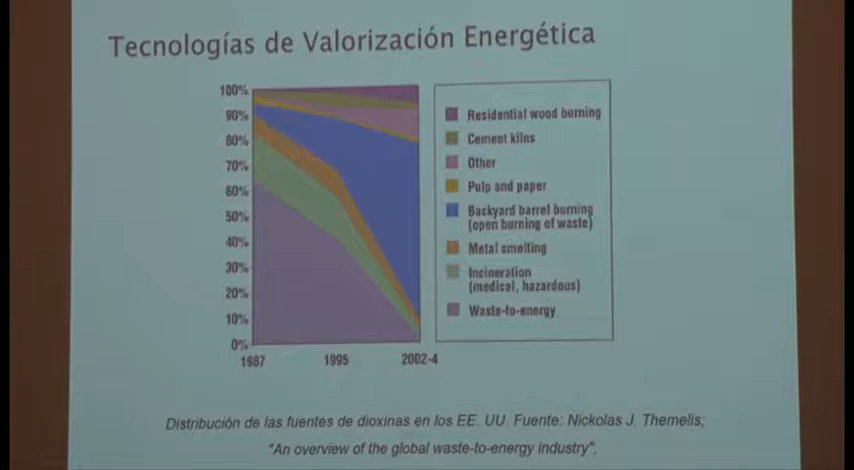 Tecnologías de Valorización Energética
100%
90%
80%
70%
60%
50%
40%
30%
20%
10%
0%
1987
1995
2002-4
Residential wood burning
Cement kilns
Other
Pulp and paper
Backyard barrel burning
(open burning of waste)
Metal smelting
Incineration
(medical, hazardous)
Waste-to-energy
Distribución de las fuentes de dioxinas en los EE. UU. Fuente: Nickolas J. Themelis;
"An overview of the global waste-to-energy industry".